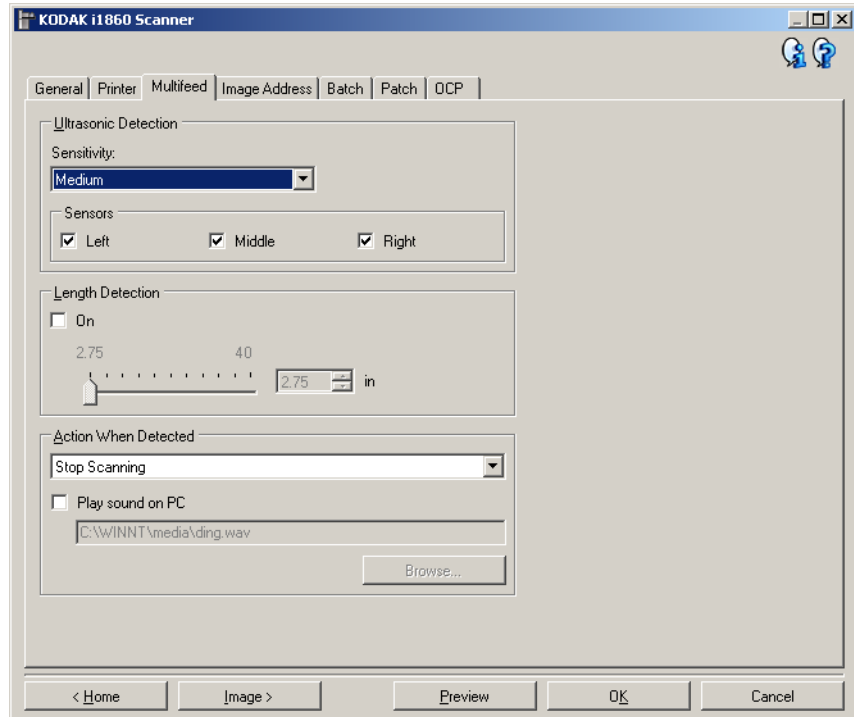 KODAK i1860 Scanner
General Printer Multifeed Image Address Batch Patch OCP
Ultrasonic Detection
Sensitivity:
Medium
Sensors
Left Middle Right
Length Detection
On
2.75 40
2.75 in
Action When Detected
Stop Scanning
Play sound on PC
C:\WINNT\media\ding.wav
Browse...
< Home Image > Preview OK Cancel